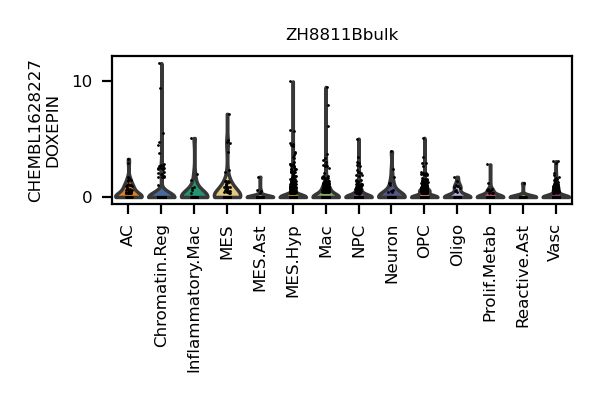 ZH8811Bbulk
CHEMBL1628227
DOXEPIN
10
0
AC
Chromatin.Reg
Inflammatory.Mac
MES
MES.Ast
MES.Hyp
Mac
NPC
Neuron
OPC
Oligo
Prolif.Metab
Reactive.Ast
Vasc